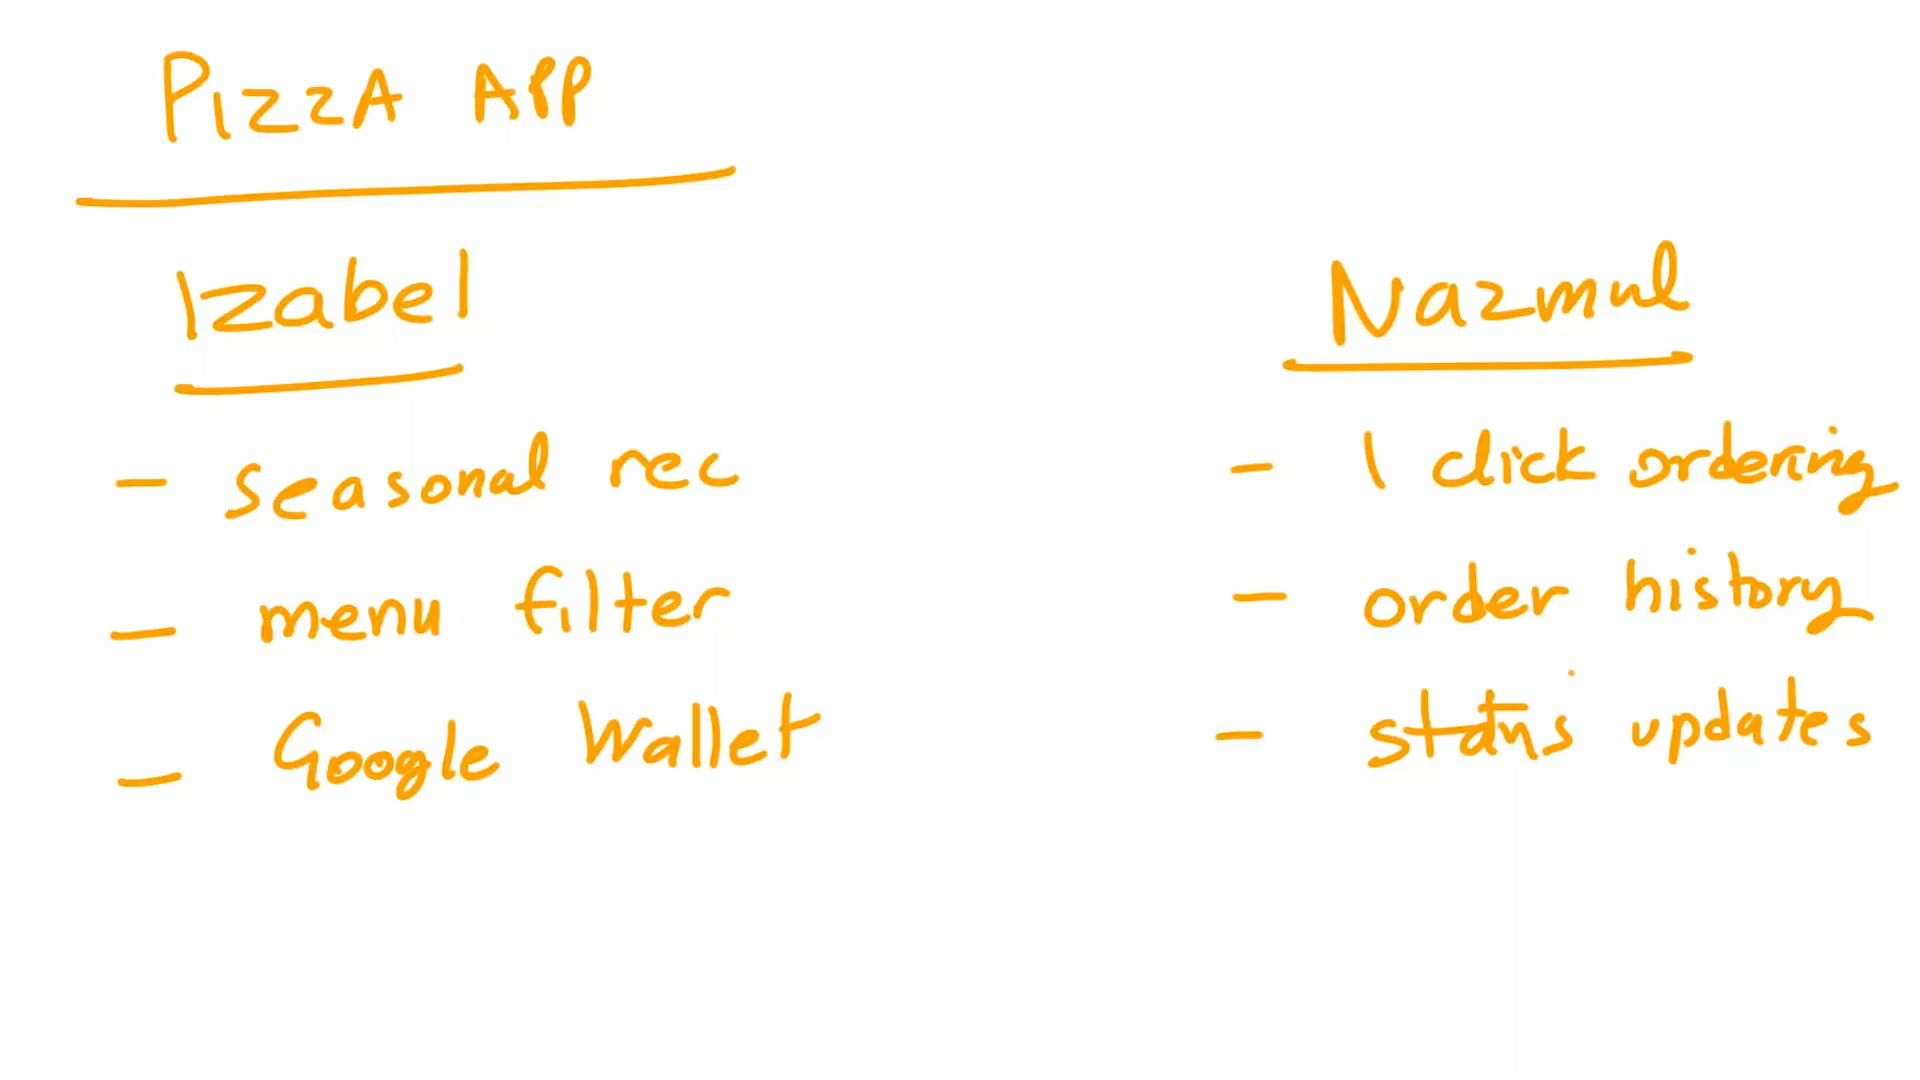 PIZZA APP
Izabel
- seasonal rec
- menu filter
- Google Wallet
Nazmul
- 1 click ordering
- order history
- status updates